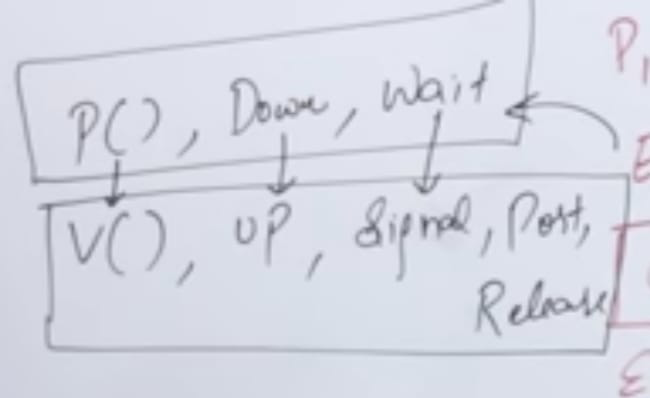 P(), Down, Wait
V(), UP, Signal, Post,
Release
P
E